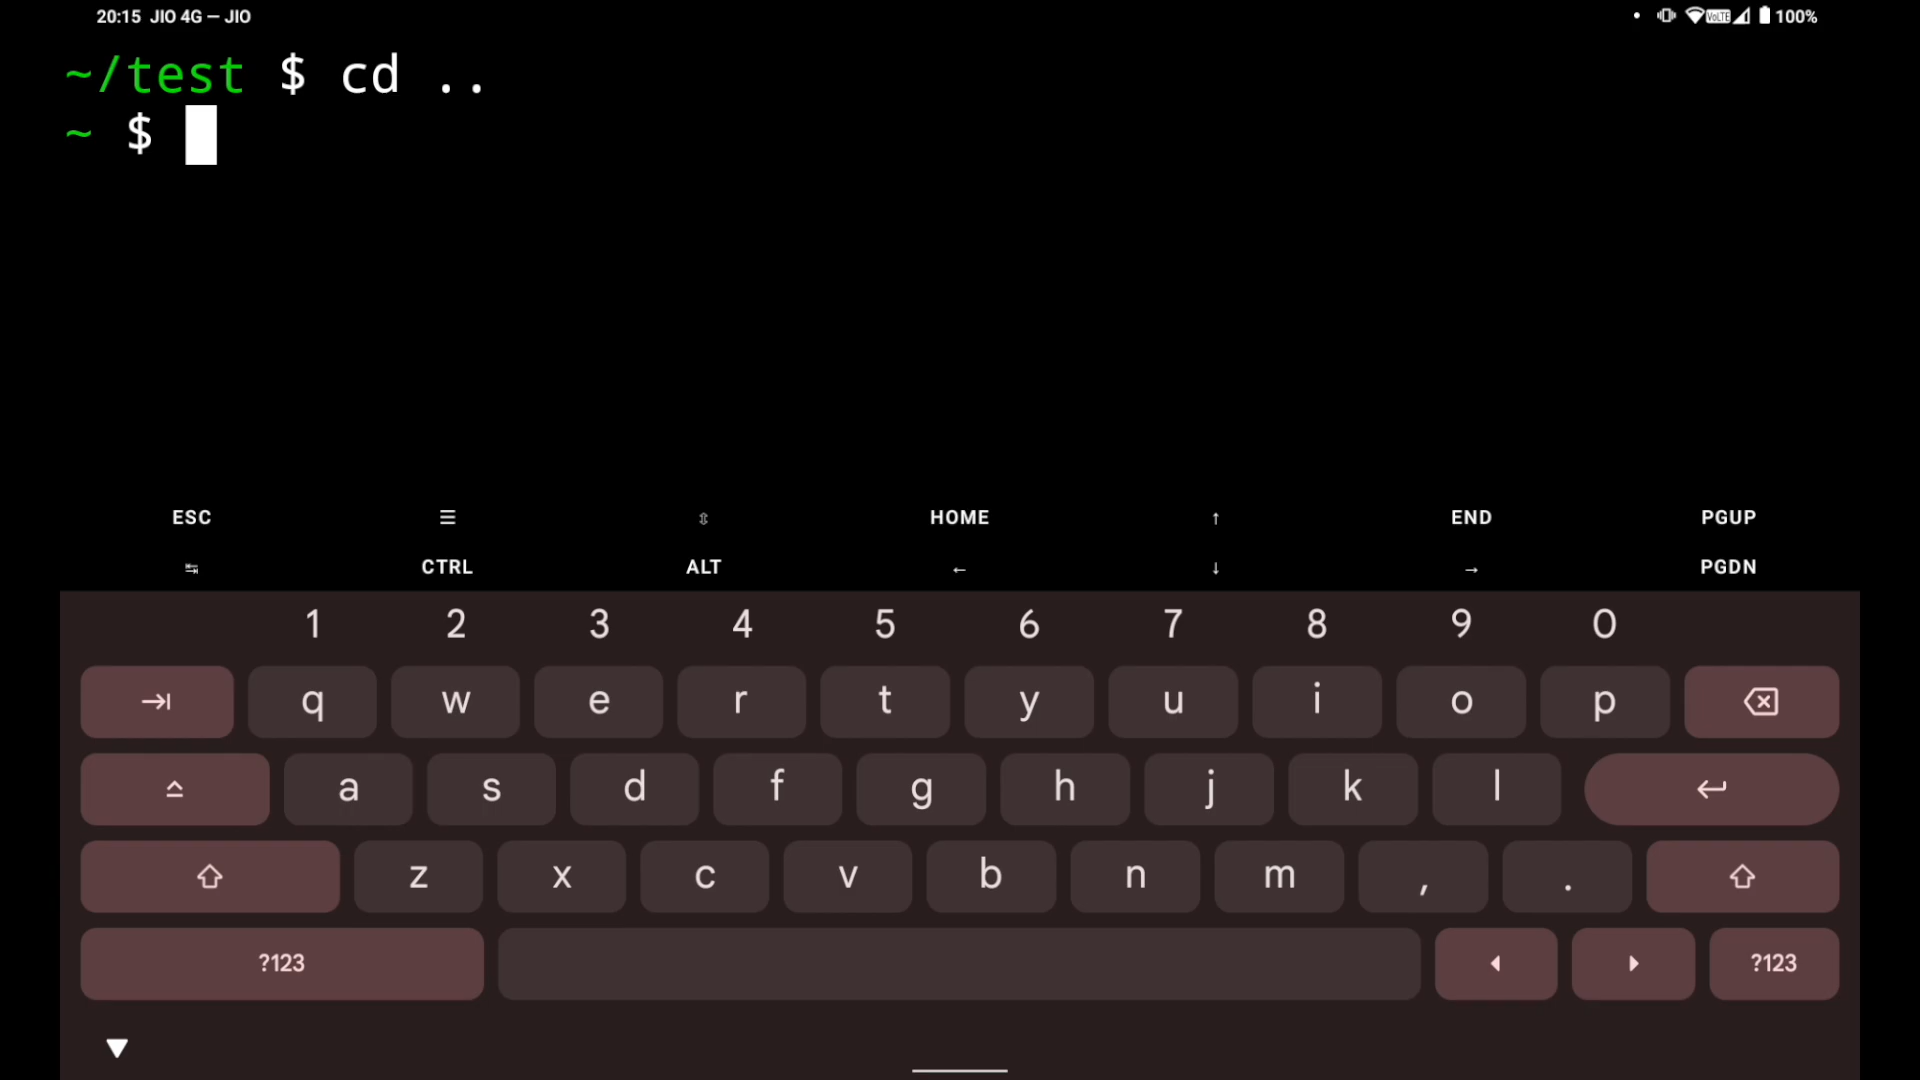 20:15 JIO 4G — JIO 100%
~/test $ cd ..
~ $
ESC ☰ ⇳ HOME ↑ END PGUP
↹ CTRL ALT ← ↓ → PGDN
1 2 3 4 5 6 7 8 9 0
q w e r t y u i o p
a s d f g h j k l
z x c v b n m , .
?123 ?123